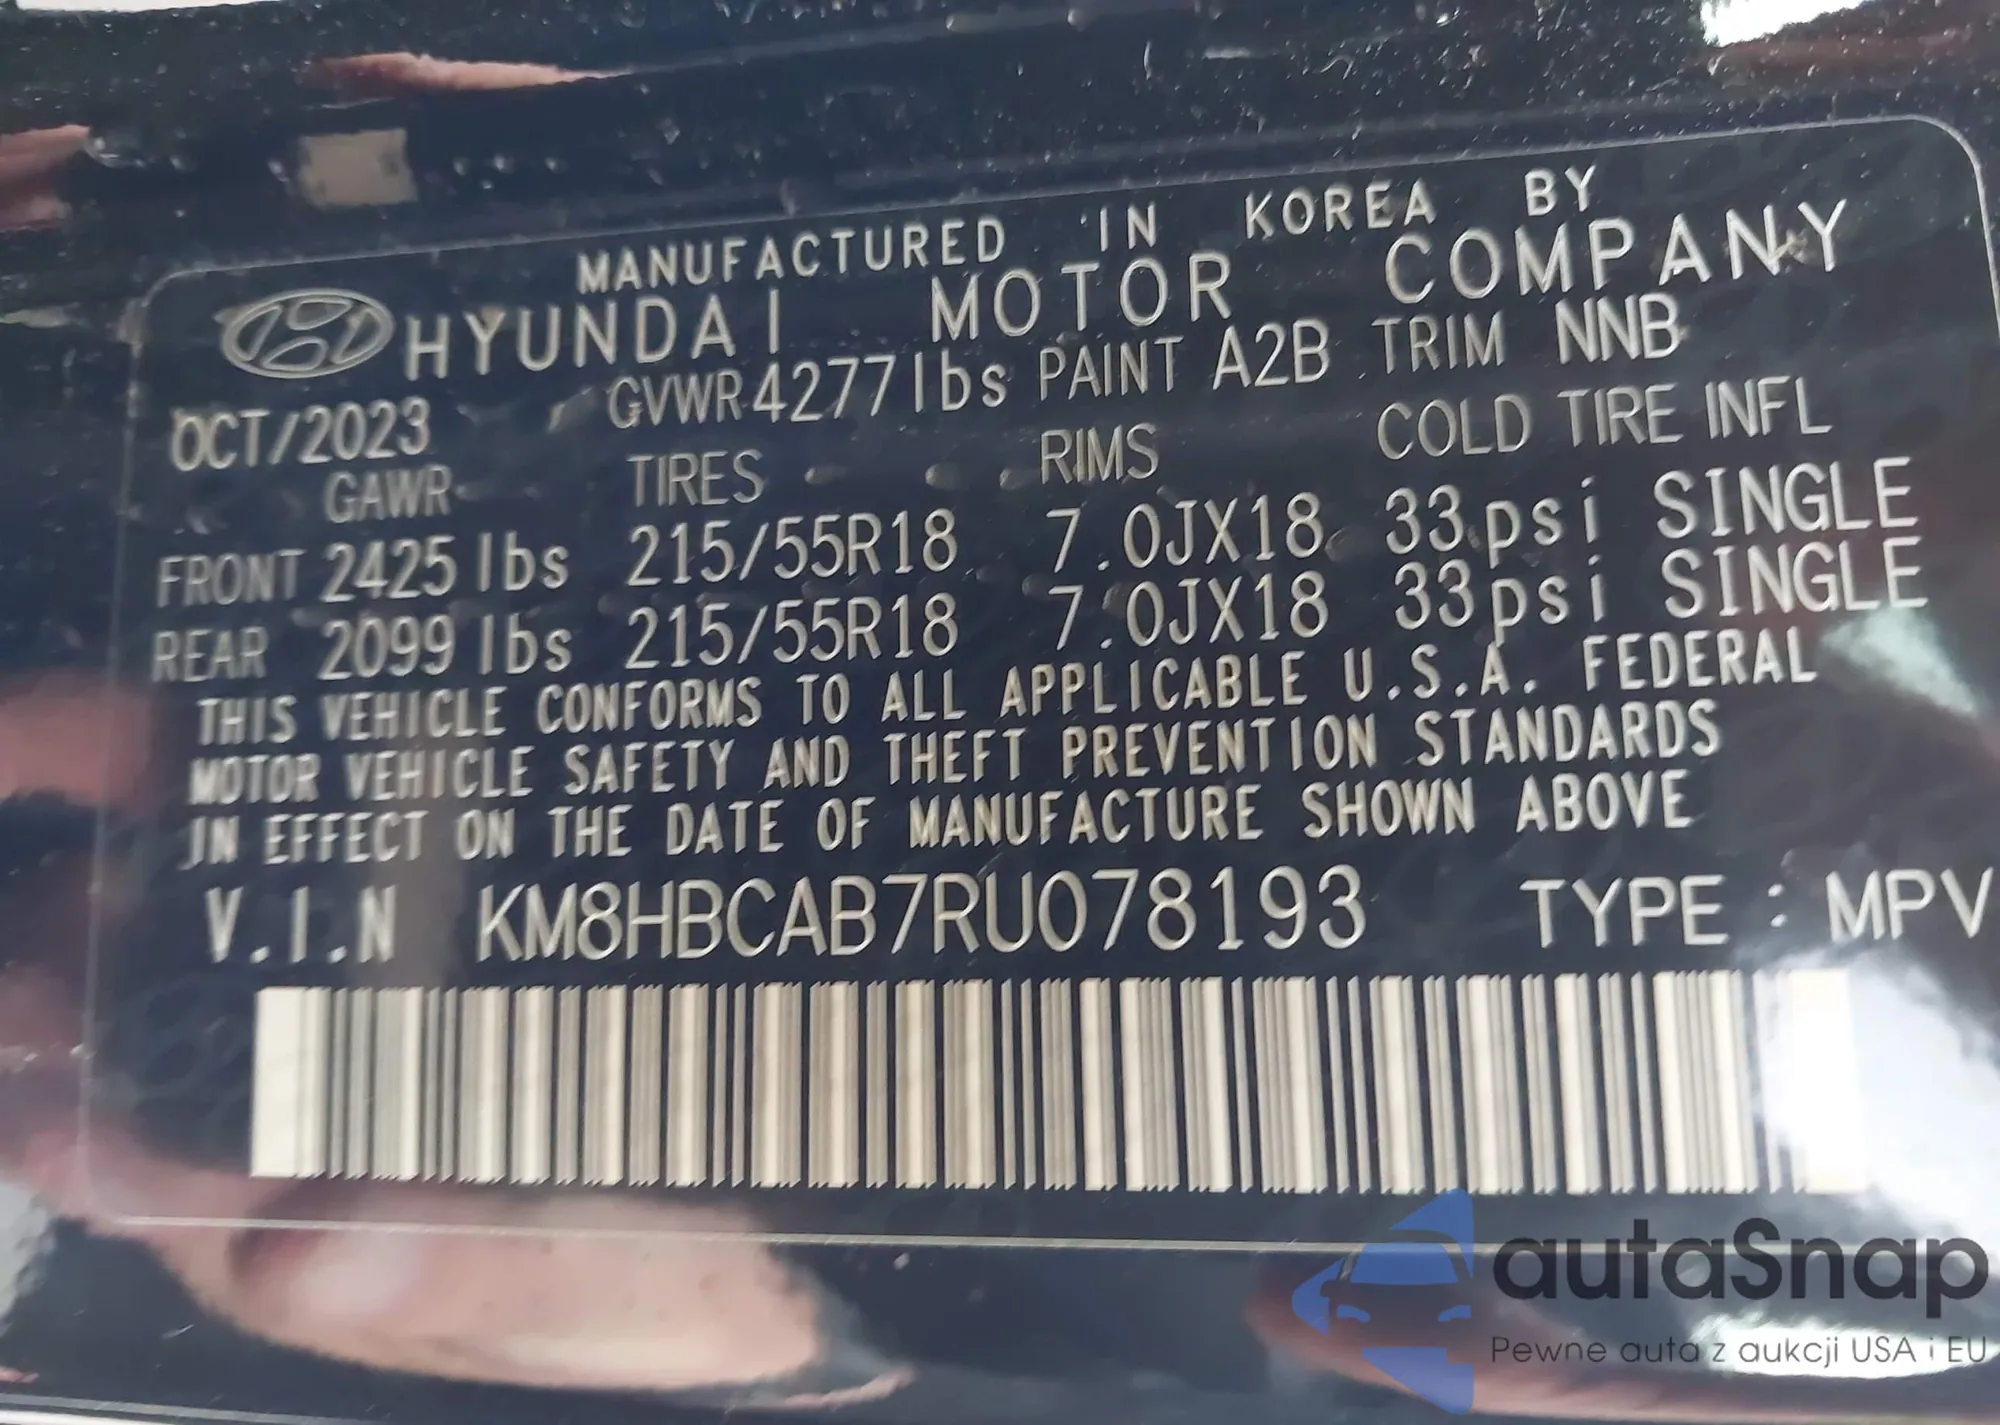 MANUFACTURED IN KOREA BY
HYUNDAI MOTOR COMPANY
OCT/2023 GVWR 4277 lbs PAINT A2B TRIM NNB
GAWR TIRES RIMS COLD TIRE INFL
FRONT 2425 lbs 215/55R18 7.0JX18 33psi SINGLE
REAR 2099 lbs 215/55R18 7.0JX18 33psi SINGLE
THIS VEHICLE CONFORMS TO ALL APPLICABLE U.S.A. FEDERAL
MOTOR VEHICLE SAFETY AND THEFT PREVENTION STANDARDS
IN EFFECT ON THE DATE OF MANUFACTURE SHOWN ABOVE
V.I.N KM8HBCAB7RU078193 TYPE : MPV
autaSnap
Pewne auta z aukcji USA i EU